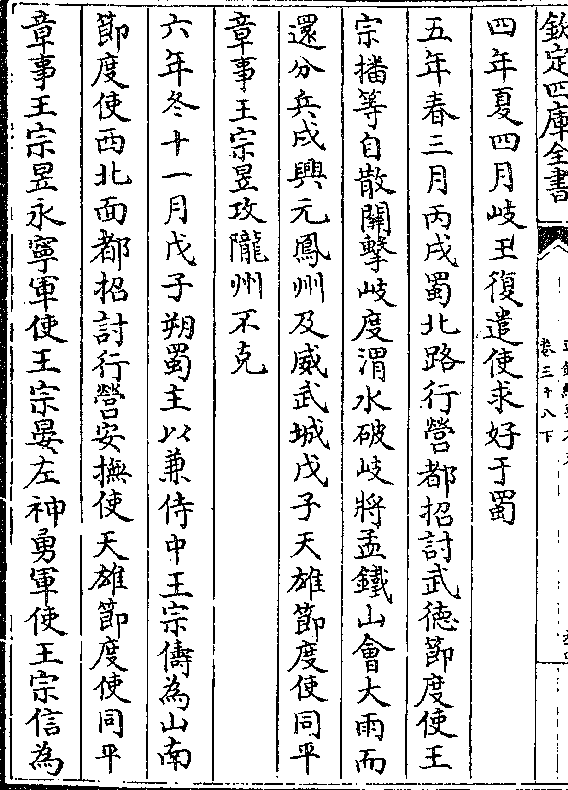 欽定四庫全書
卷三十八下
四年夏四月岐王復遣使求好于蜀
五年春三月丙戌蜀北路行營都招討武德節度使王
宗播等自散關擊岐度渭水破岐將孟鐵山會大雨而
還分兵戍興元鳳州及威武城戊子天雄節度使同平
章事王宗昱攻隴州不克
六年冬十一月戊子朔蜀主以兼侍中王宗儔為山南
節度使西北面都招討行營安撫使天雄節度使同平
章事王宗昱永寧軍使王宗晏左神勇軍使王宗信為